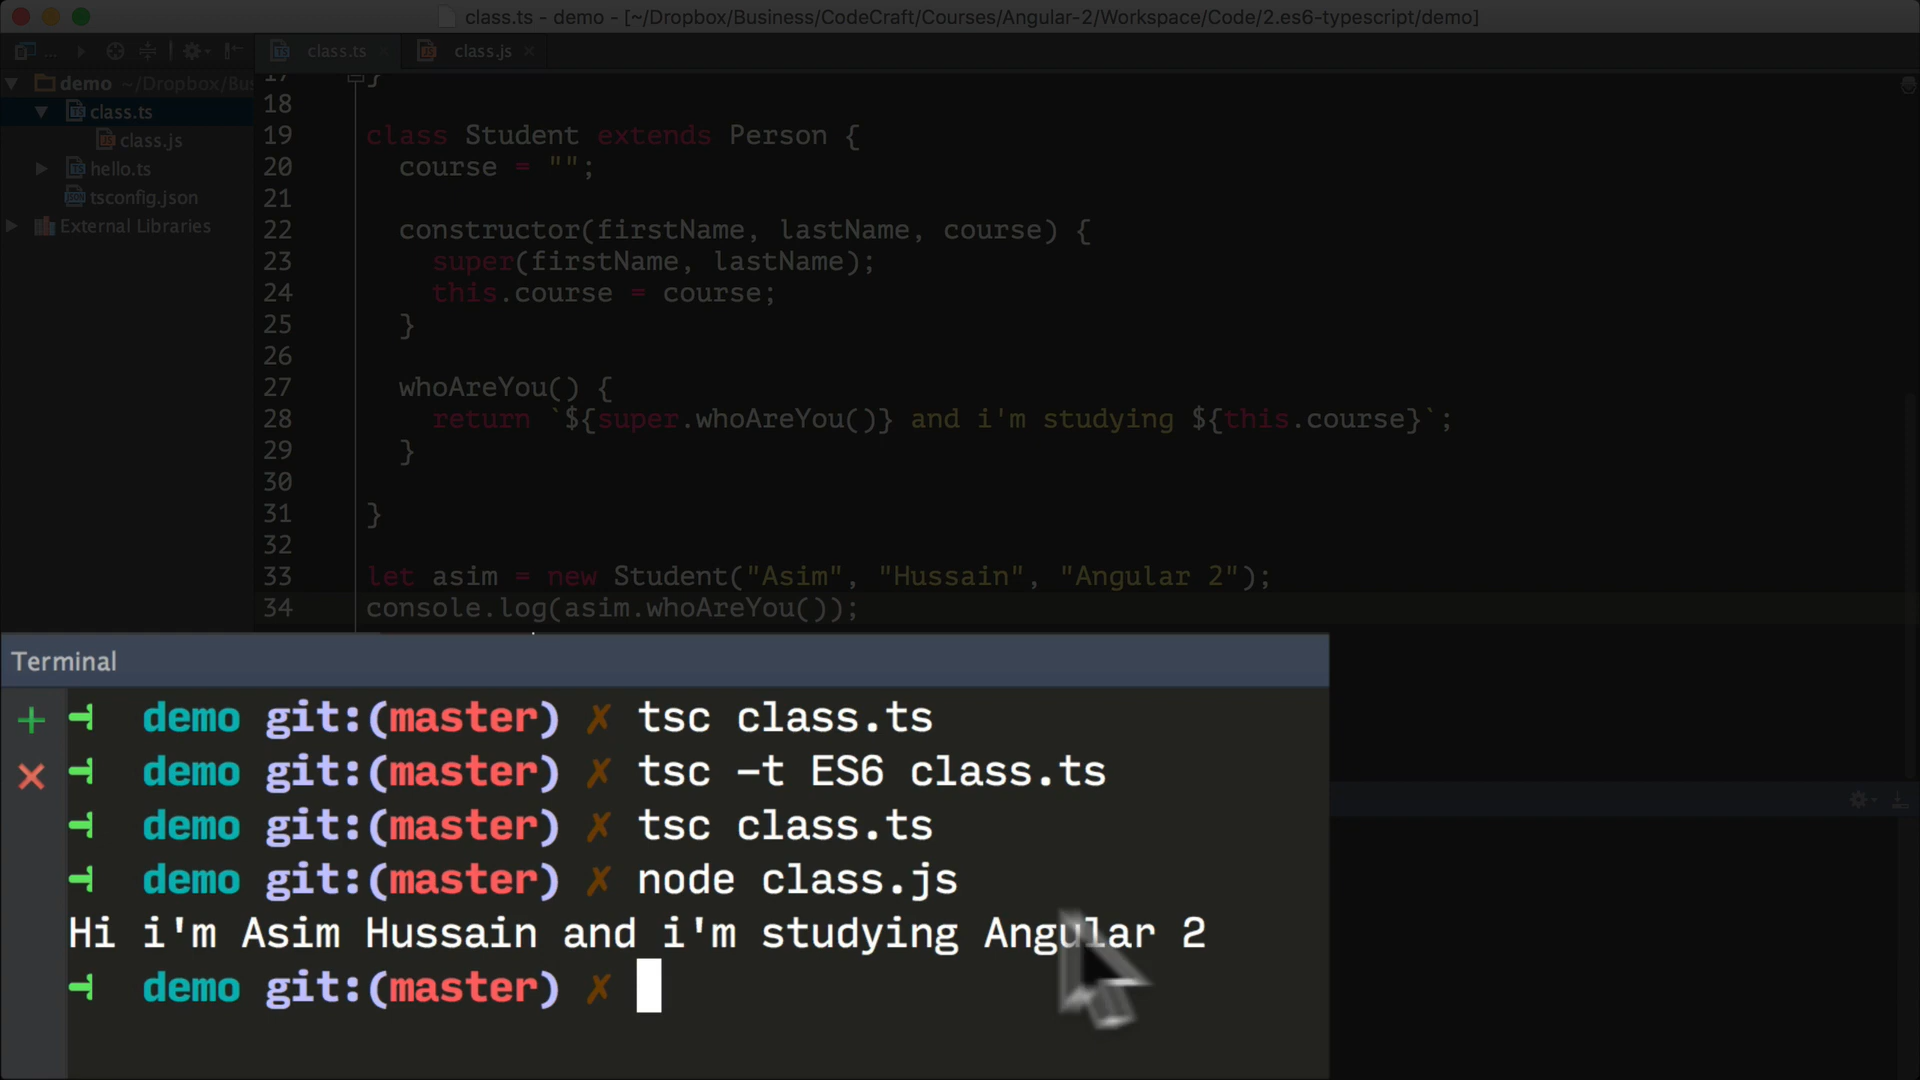 class.ts - demo - [~/Dropbox/Business/CodeCraft/Courses/Angular-2/Workspace/Code/2.es6-typescript/demo]
...
class.ts
class.js
demo ~/Dropbox/Bus
class.ts
class.js
hello.ts
tsconfig.json
External Libraries
17 }
18
19 class Student extends Person {
20 course = "";
21
22 constructor(firstName, lastName, course) {
23 super(firstName, lastName);
24 this.course = course;
25 }
26
27 whoAreYou() {
28 return `${super.whoAreYou()} and i'm studying ${this.course}`;
29 }
30
31 }
32
33 let asim = new Student("Asim", "Hussain", "Angular 2");
34 console.log(asim.whoAreYou());
Terminal
demo git:(master) ✗ tsc class.ts
demo git:(master) ✗ tsc -t ES6 class.ts
demo git:(master) ✗ tsc class.ts
demo git:(master) ✗ node class.js
Hi i'm Asim Hussain and i'm studying Angular 2
demo git:(master) ✗